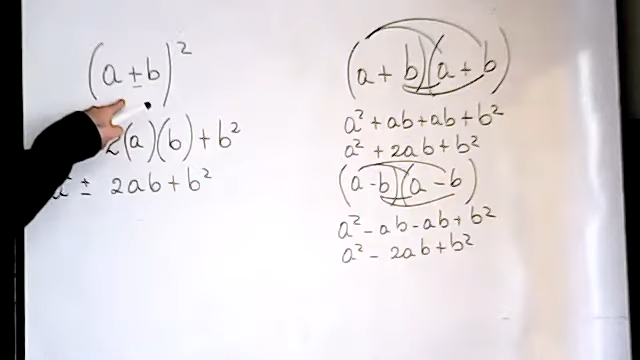 (a ± b)²
2(a)(b) + b²
a² ± 2ab + b²
(a + b)(a + b)
a² + ab + ab + b²
a² + 2ab + b²
(a - b)(a - b)
a² - ab - ab + b²
a² - 2ab + b²